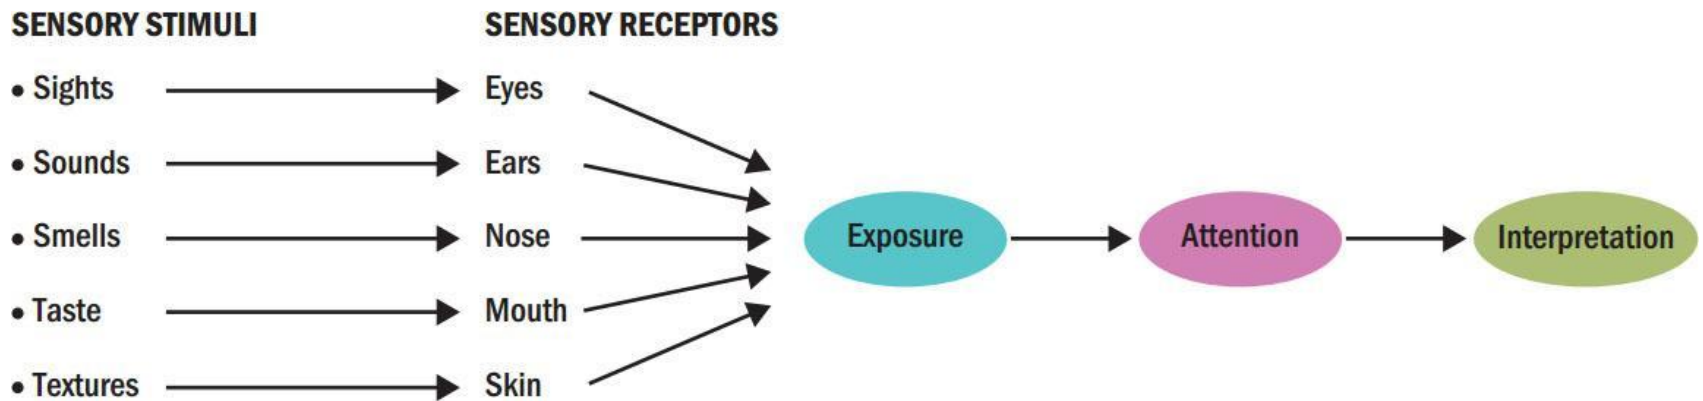 SENSORY STIMULI SENSORY RECEPTORS
• Sights Eyes
• Sounds Ears
• Smells Nose Exposure Attention Interpretation
• Taste Mouth
• Textures Skin